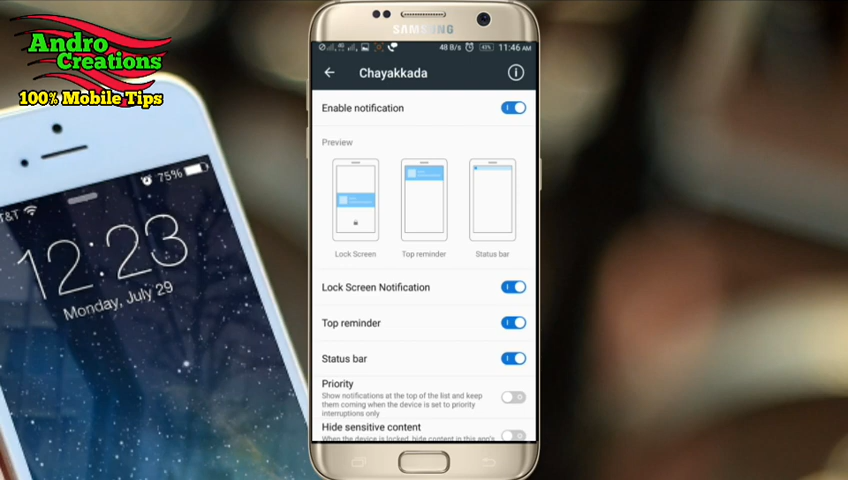 Andro
Creations
100% Mobile Tips
AT&T
75%
12:23
Monday, July 29
SAMSUNG
48 B/s
43%
11:46 AM
Chayakkada
Enable notification
Preview
Lock Screen
Top reminder
Status bar
Lock Screen Notification
Top reminder
Status bar
Priority
Show notifications at the top of the list and keep
them coming when the device is set to priority
interruptions only
Hide sensitive content
When the device is locked, hide content in this app's